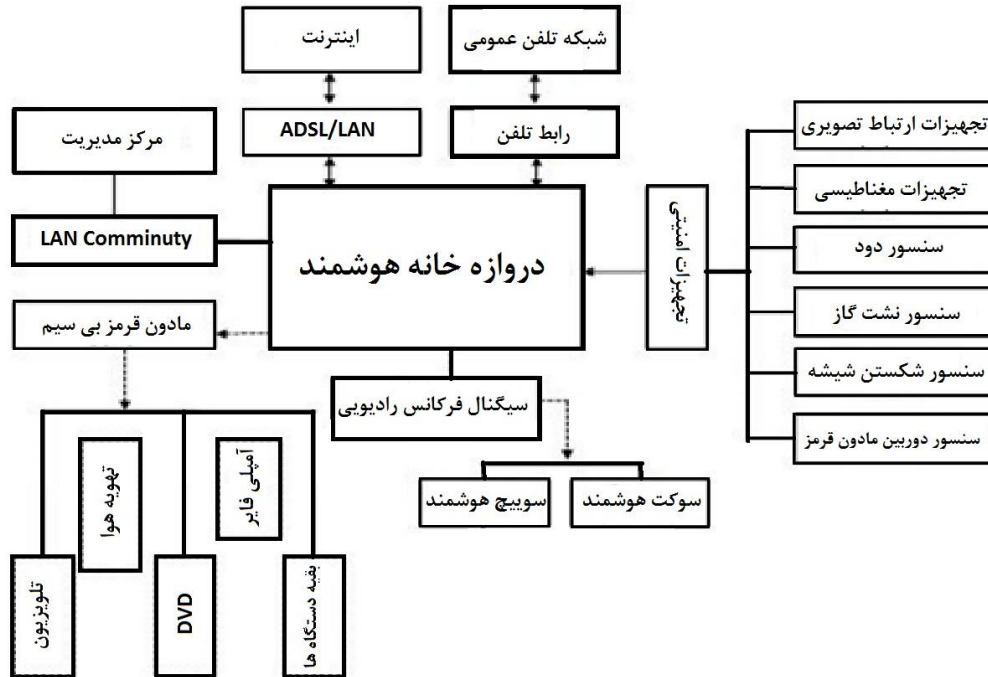 اینترنت
شبکه تلفن عمومی
ADSL/LAN
رابط تلفن
مرکز مدیریت
LAN Comminuty
دروازه خانه هوشمند
تجهیزات امنیتی
تجهیزات ارتباط تصویری
تجهیزات مغناطیسی
سنسور دود
سنسور نشت گاز
سنسور شکستن شیشه
سنسور دوربین مادون قرمز
مادون قرمز بی سیم
سیگنال فرکانس رادیویی
سوییچ هوشمند
سوکت هوشمند
تلویزیون
تهویه هوا
DVD
آمپلی فایر
بقیه دستگاه ها